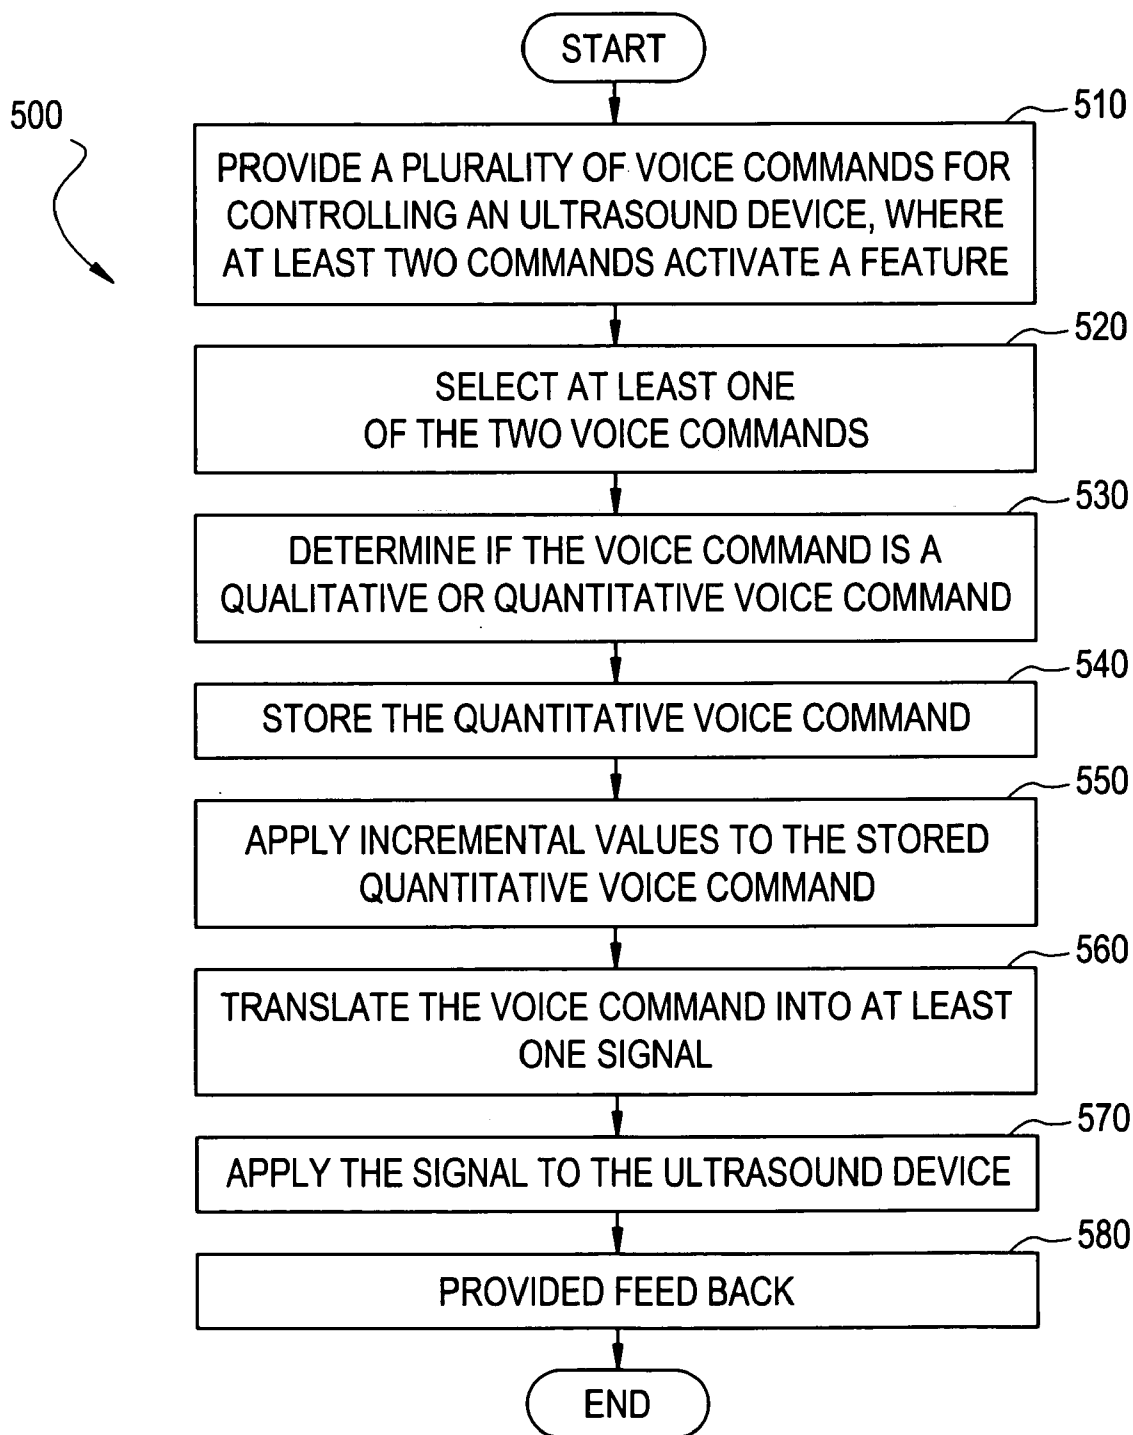 START
500
510
PROVIDE A PLURALITY OF VOICE COMMANDS FOR
CONTROLLING AN ULTRASOUND DEVICE, WHERE
AT LEAST TWO COMMANDS ACTIVATE A FEATURE
520
SELECT AT LEAST ONE
OF THE TWO VOICE COMMANDS
530
DETERMINE IF THE VOICE COMMAND IS A
QUALITATIVE OR QUANTITATIVE VOICE COMMAND
540
STORE THE QUANTITATIVE VOICE COMMAND
550
APPLY INCREMENTAL VALUES TO THE STORED
QUANTITATIVE VOICE COMMAND
560
TRANSLATE THE VOICE COMMAND INTO AT LEAST
ONE SIGNAL
570
APPLY THE SIGNAL TO THE ULTRASOUND DEVICE
580
PROVIDED FEED BACK
END